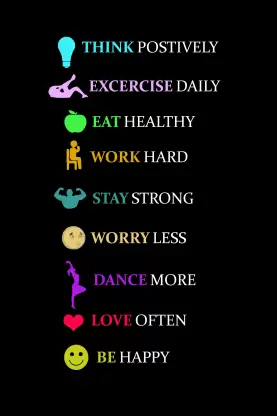 THINK POSTIVELY
EXCERCISE DAILY
EAT HEALTHY
WORK HARD
STAY STRONG
WORRY LESS
DANCE MORE
LOVE OFTEN
BE HAPPY